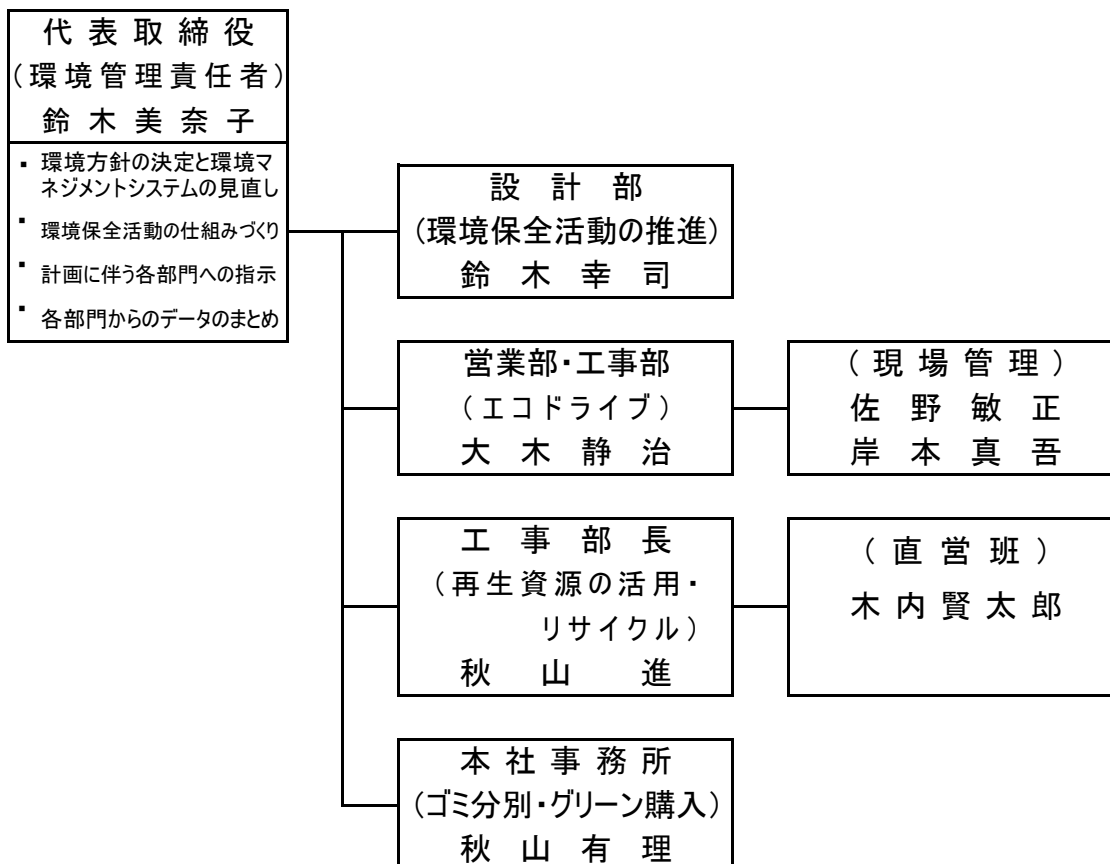 代表取締役
(環境管理責任者)
鈴木美奈子
▪ 環境方針の決定と環境マ
ネジメントシステムの見直し
▪ 環境保全活動の仕組みづくり
▪ 計画に伴う各部門への指示
▪ 各部門からのデータのまとめ
設計部
(環境保全活動の推進)
鈴木幸司
営業部・工事部
(エコドライブ)
大木静治
(現場管理)
佐野敏正
岸本真吾
工事部長
(再生資源の活用・
リサイクル)
秋山 進
(直営班)
木内賢太郎
本社事務所
(ゴミ分別・グリーン購入)
秋山有理